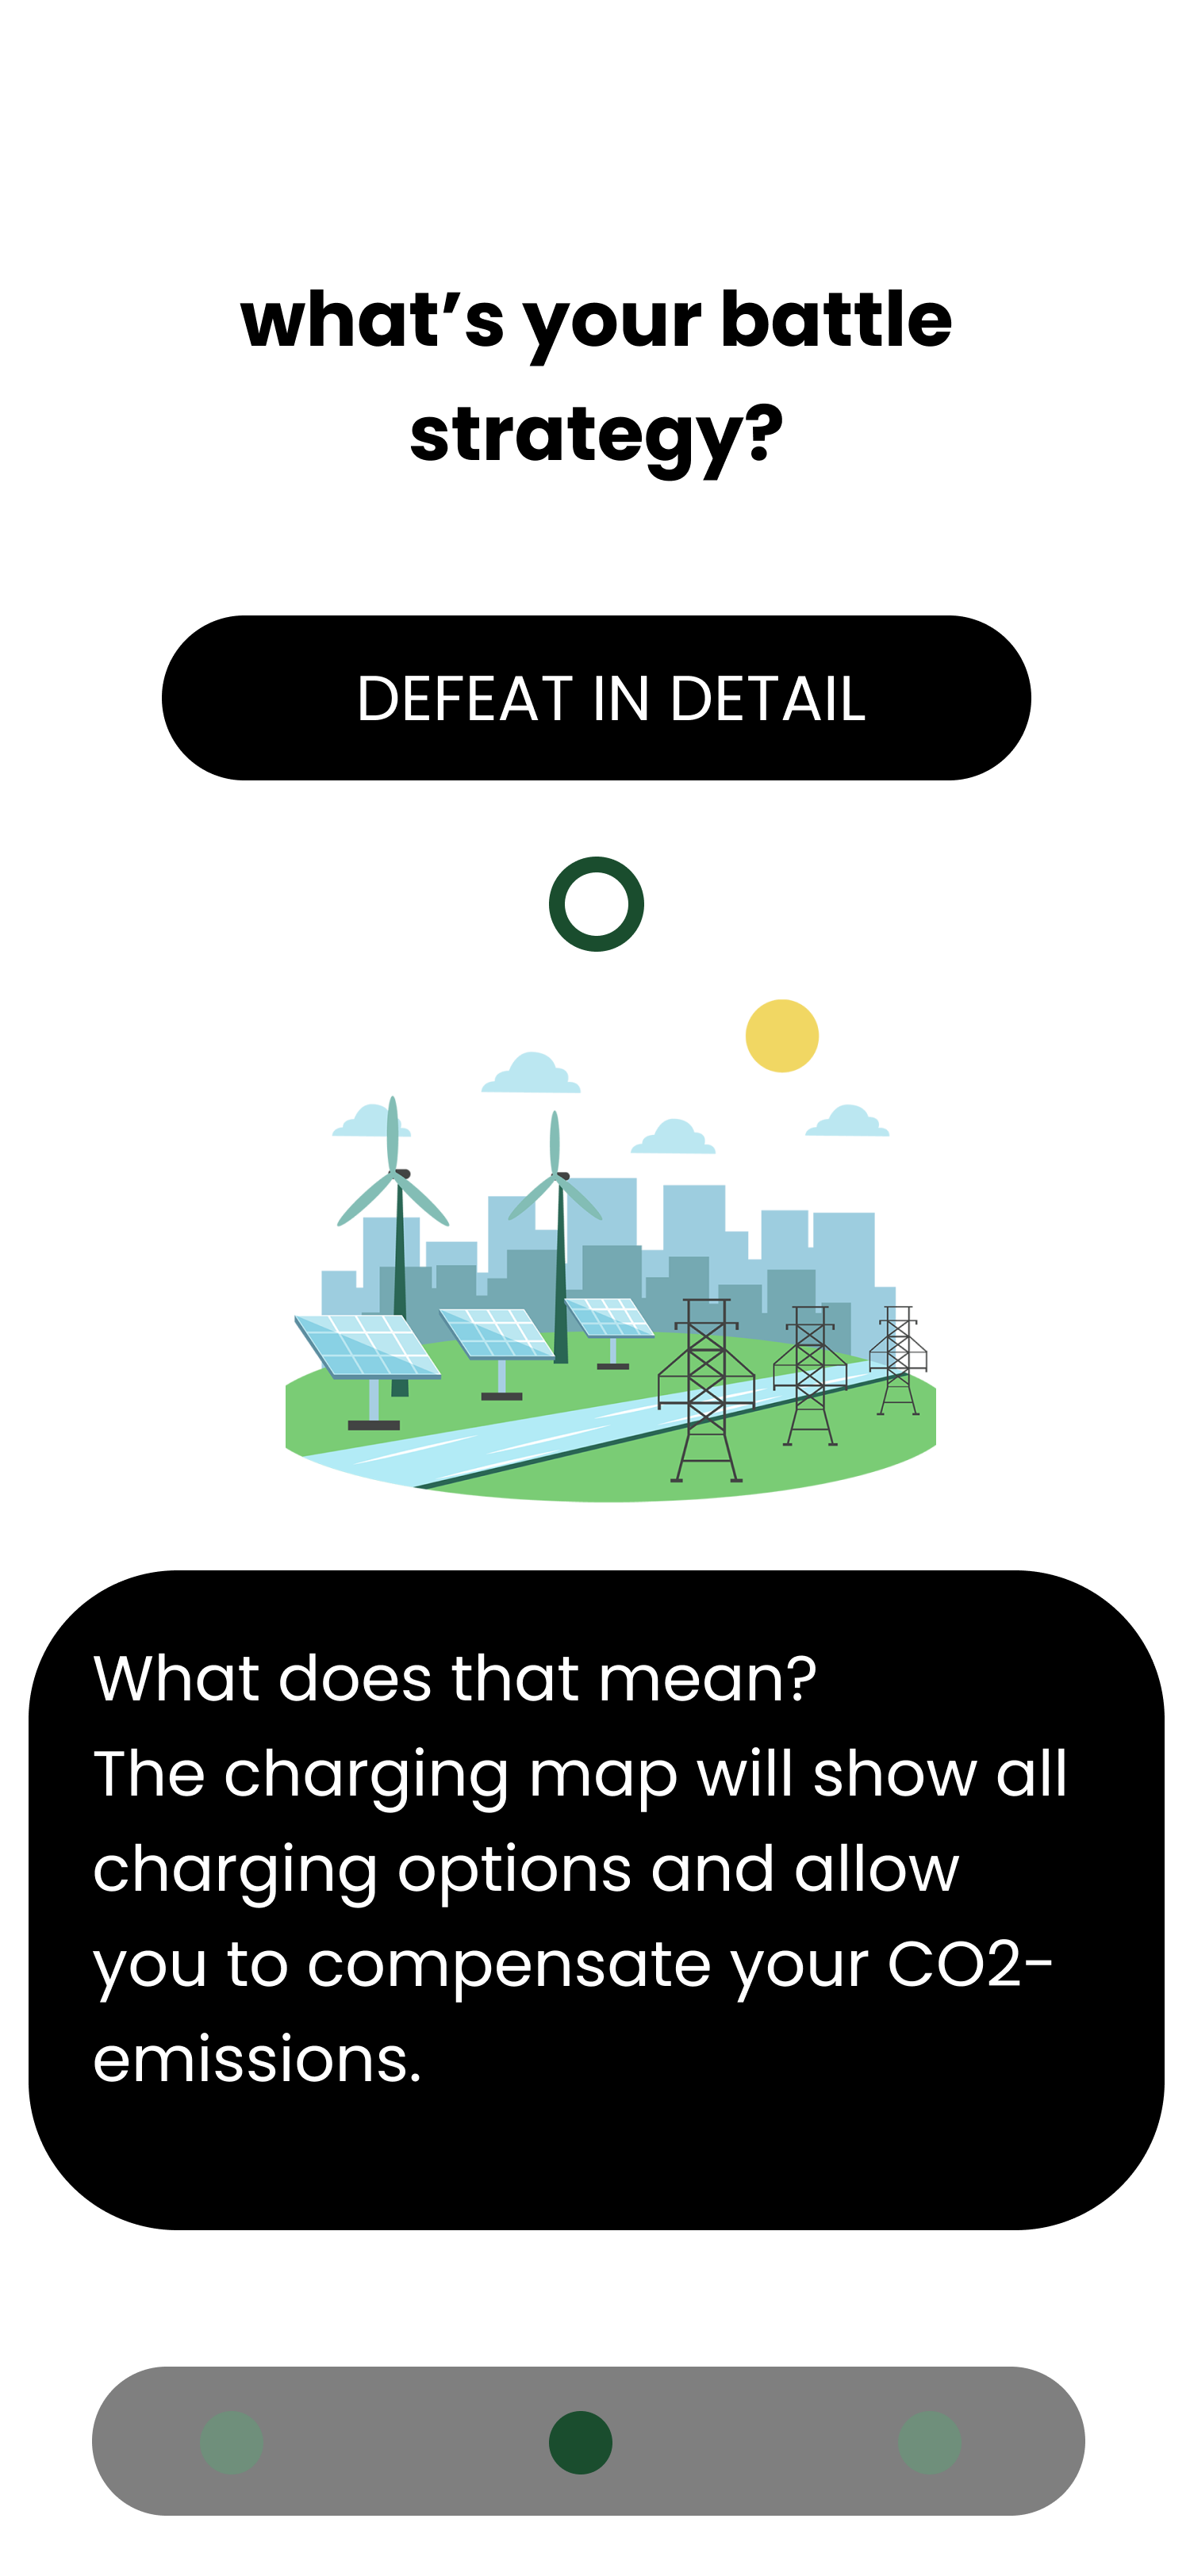 what’s your battle
strategy?
DEFEAT IN DETAIL
What does that mean?
The charging map will show all
charging options and allow
you to compensate your CO2-
emissions.